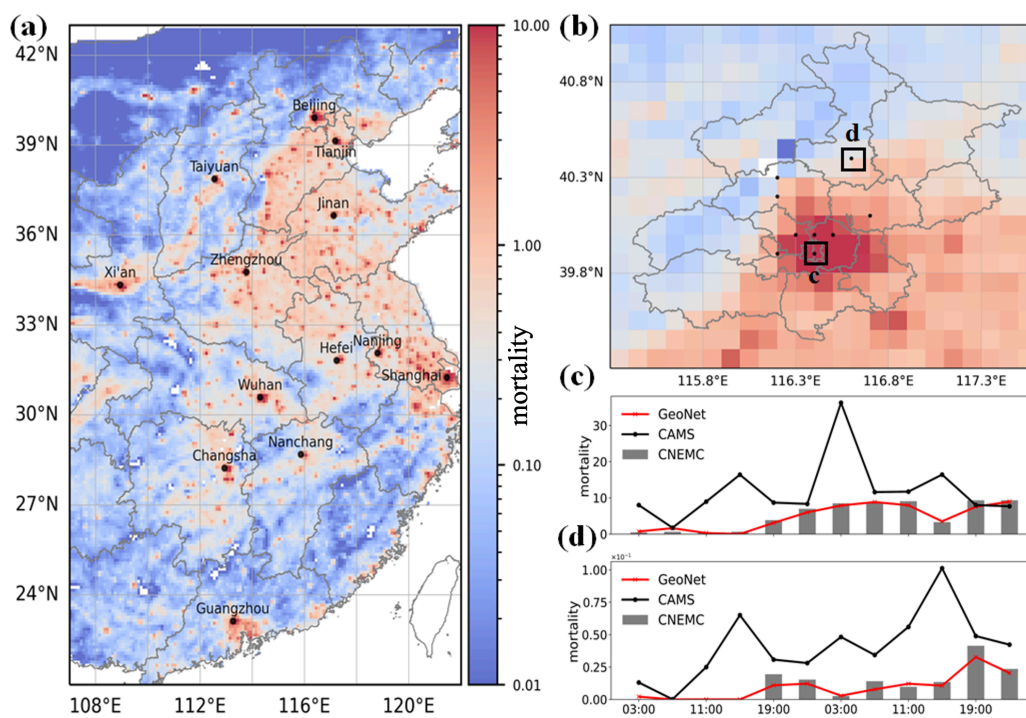 (a)
42°N
39°N
36°N
33°N
30°N
27°N
24°N
108°E
112°E
116°E
120°E
Beijing
Tianjin
Taiyuan
Jinan
Zhengzhou
Xi'an
Nanjing
Hefei
Shanghai
Wuhan
Nanchang
Changsha
Guangzhou
10.00
1.00
0.10
0.01
mortality
(b)
d
c
40.8°N
40.3°N
39.8°N
115.8°E
116.3°E
116.8°E
117.3°E
(c)
GeoNet
CAMS
CNEMC
mortality
30
20
10
0
(d)
×10⁻¹
GeoNet
CAMS
CNEMC
mortality
1.00
0.75
0.50
0.25
0.00
03:00
11:00
19:00
03:00
11:00
19:00